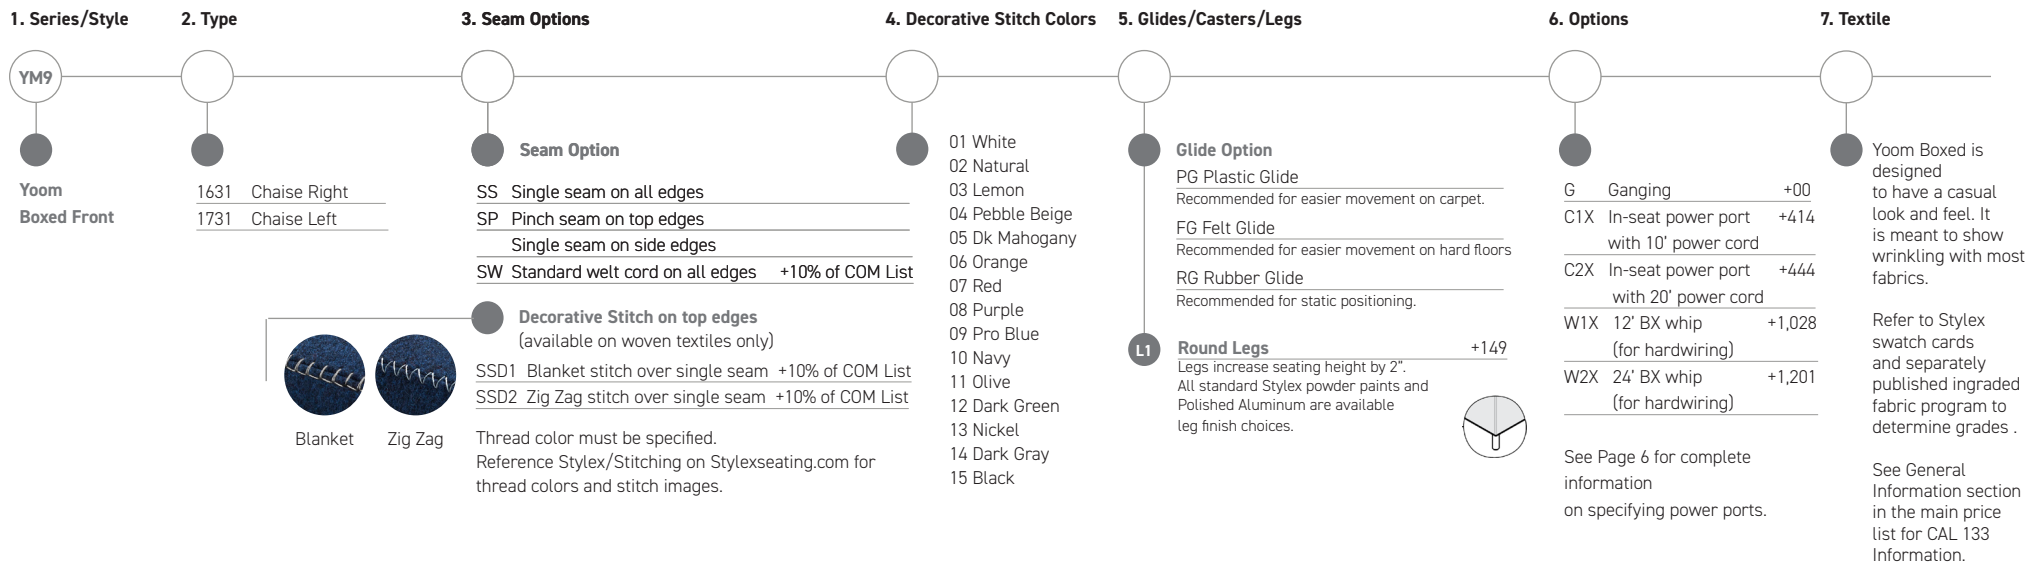 1. Series/Style
2. Type
3. Seam Options
4. Decorative Stitch Colors
5. Glides/Casters/Legs
6. Options
7. Textile
YM9
Yoom
Boxed Front
1631 Chaise Right
1731 Chaise Left
Seam Option
SS Single seam on all edges
SP Pinch seam on top edges
Single seam on side edges
SW Standard welt cord on all edges +10% of COM List
Decorative Stitch on top edges
(available on woven textiles only)
SSD1 Blanket stitch over single seam +10% of COM List
SSD2 Zig Zag stitch over single seam +10% of COM List
Blanket
Zig Zag
Thread color must be specified.
Reference Stylex/Stitching on Stylexseating.com for
thread colors and stitch images.
01 White
02 Natural
03 Lemon
04 Pebble Beige
05 Dk Mahogany
06 Orange
07 Red
08 Purple
09 Pro Blue
10 Navy
11 Olive
12 Dark Green
13 Nickel
14 Dark Gray
15 Black
Glide Option
PG Plastic Glide
Recommended for easier movement on carpet.
FG Felt Glide
Recommended for easier movement on hard floors
RG Rubber Glide
Recommended for static positioning.
L1 Round Legs +149
Legs increase seating height by 2".
All standard Stylex powder paints and
Polished Aluminum are available
leg finish choices.
G Ganging +00
C1X In-seat power port +414
with 10' power cord
C2X In-seat power port +444
with 20' power cord
W1X 12' BX whip +1,028
(for hardwiring)
W2X 24' BX whip +1,201
(for hardwiring)
See Page 6 for complete
information
on specifying power ports.
Yoom Boxed is
designed
to have a casual
look and feel. It
is meant to show
wrinkling with most
fabrics.
Refer to Stylex
swatch cards
and separately
published ingraded
fabric program to
determine grades .
See General
Information section
in the main price
list for CAL 133
Information.